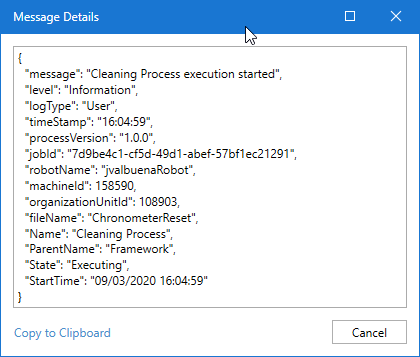 Message Details
{
"message": "Cleaning Process execution started",
"level": "Information",
"logType": "User",
"timeStamp": "16:04:59",
"processVersion": "1.0.0",
"jobId": "7d9be4c1-cf5d-49d1-abef-57bf1ec21291",
"robotName": "jvalbuenaRobot",
"machineId": 158590,
"organizationUnitId": 108903,
"fileName": "ChronometerReset",
"Name": "Cleaning Process",
"ParentName": "Framework",
"State": "Executing",
"StartTime": "09/03/2020 16:04:59"
}
Copy to Clipboard
Cancel